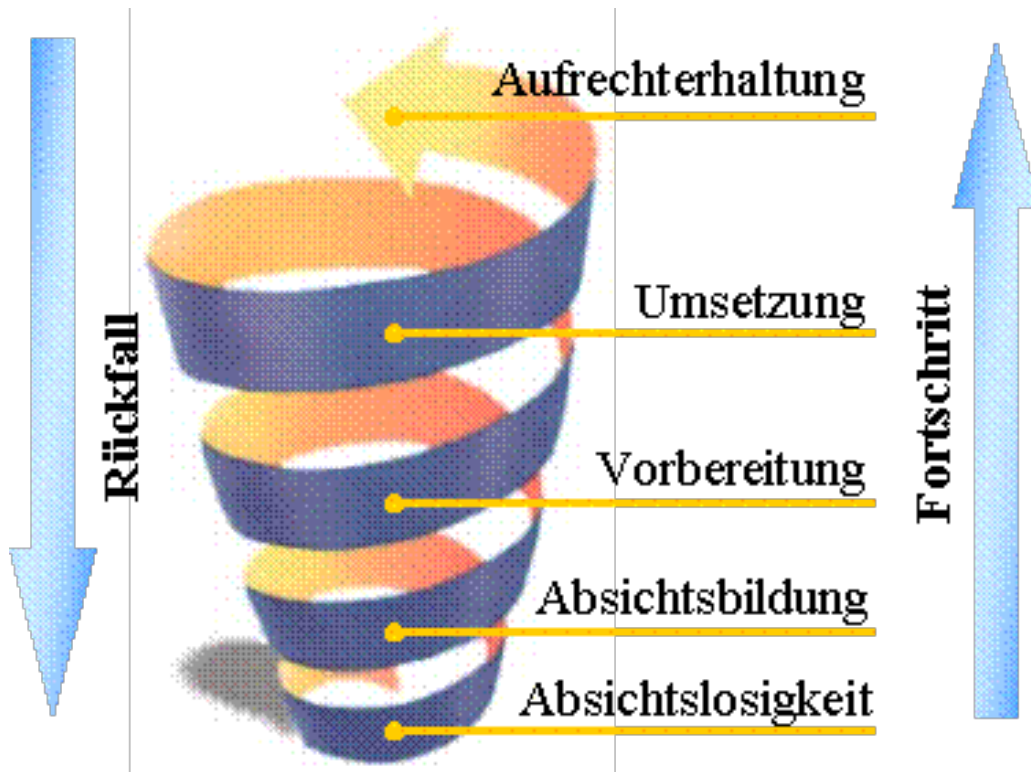 Aufrechterhaltung
Umsetzung
Vorbereitung
Absichtsbildung
Absichtslosigkeit
Rückfall
Fortschritt